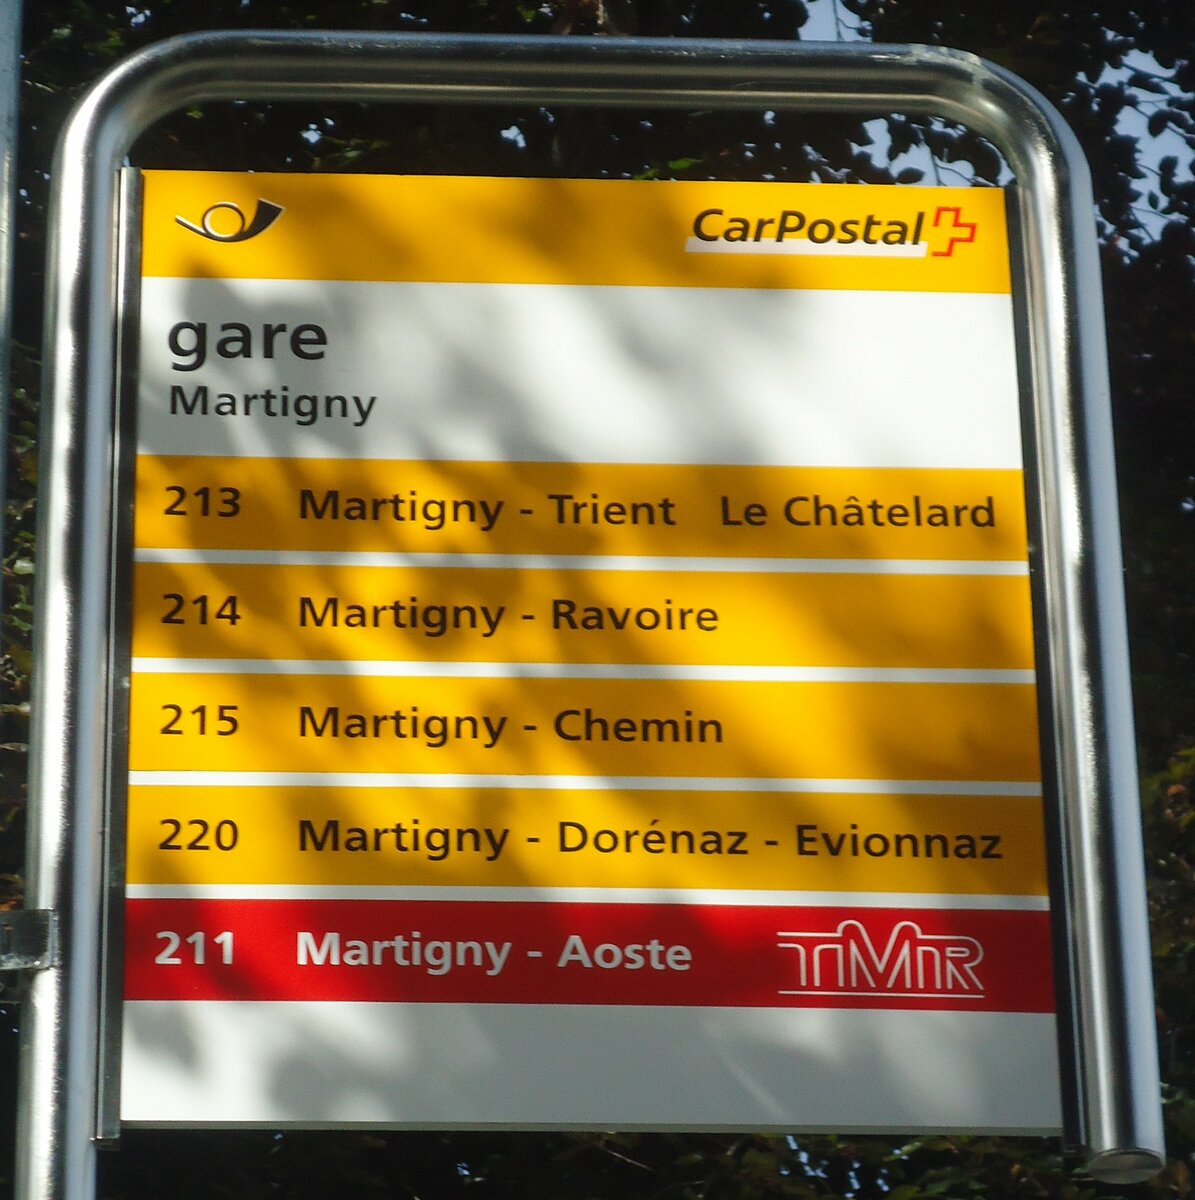 CarPostal
gare
Martigny
213 Martigny - Trient Le Châtelard
214 Martigny - Ravoire
215 Martigny - Chemin
220 Martigny - Dorénaz - Evionnaz
211 Martigny - Aoste TMR